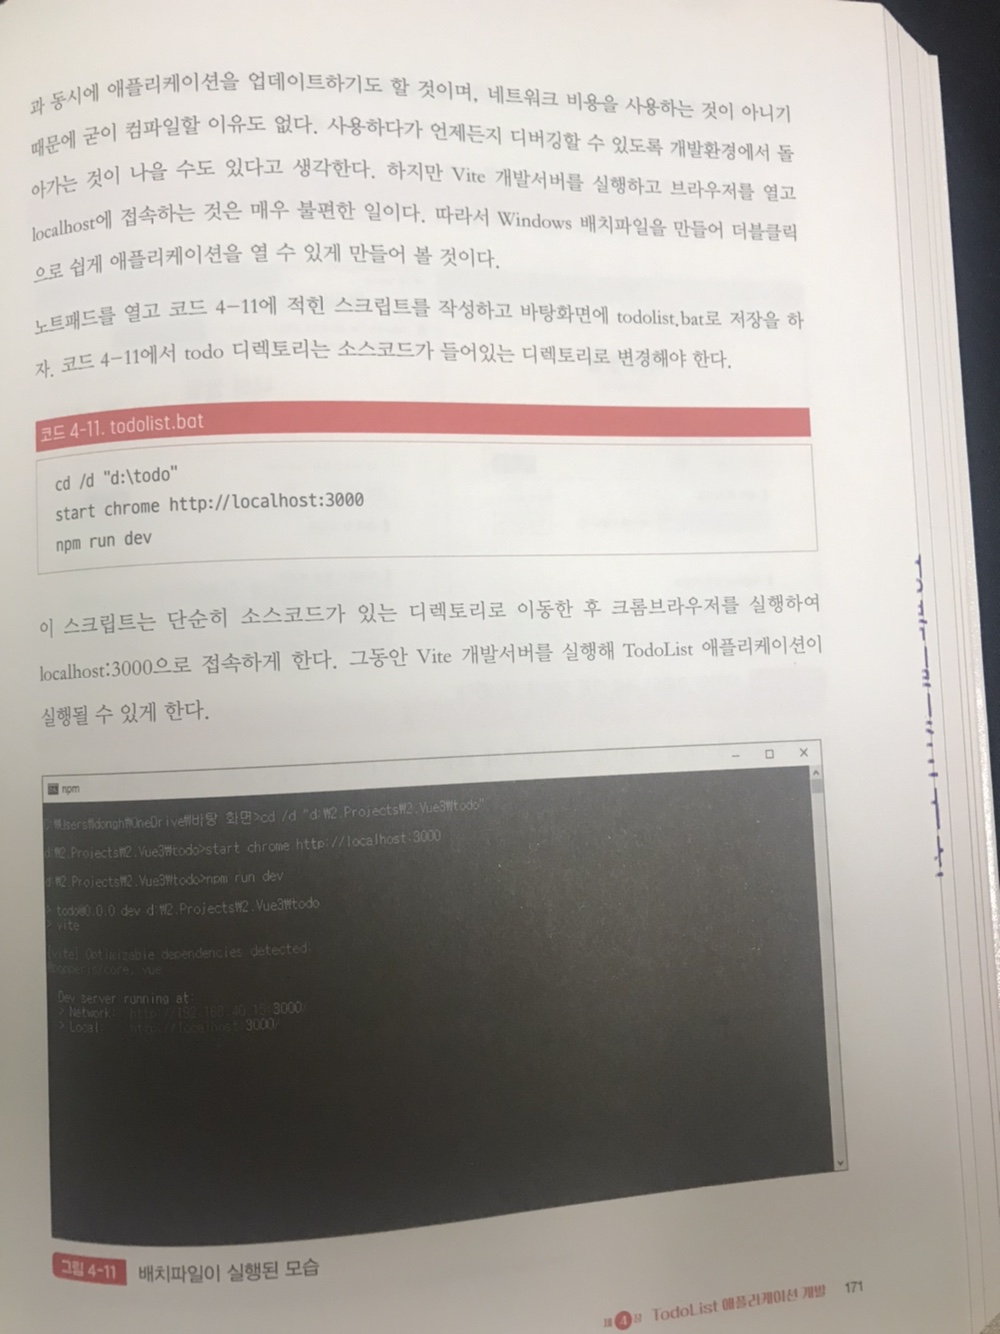 과 동시에 애플리케이션을 업데이트하기도 할 것이며, 네트워크 비용을 사용하는 것이 아니기
때문에 굳이 컴파일할 이유도 없다. 사용하다가 언제든지 디버깅할 수 있도록 개발환경에서 돌
아가는 것이 나을 수도 있다고 생각한다. 하지만 Vite 개발서버를 실행하고 브라우저를 열고
localhost에 접속하는 것은 매우 불편한 일이다. 따라서 Windows 배치파일을 만들어 더블클릭
으로 쉽게 애플리케이션을 열 수 있게 만들어 볼 것이다.
노트패드를 열고 코드 4-11에 적힌 스크립트를 작성하고 바탕화면에 todolist.bat로 저장을 하
자. 코드 4-11에서 todo 디렉토리는 소스코드가 들어있는 디렉토리로 변경해야 한다.
코드 4-11. todolist.bat
cd /d "d:\todo"
start chrome http://localhost:3000
npm run dev
이 스크립트는 단순히 소스코드가 있는 디렉토리로 이동한 후 크롬브라우저를 실행하여
localhost:3000으로 접속하게 한다. 그동안 Vite 개발서버를 실행해 TodoList 애플리케이션이
실행될 수 있게 한다.
npm
C:₩Users₩dongh₩OneDrive₩바탕 화면>cd /d "d:₩2.Projects₩2.Vue3₩todo"
d:₩2.Projects₩2.Vue3₩todo>start chrome http://localhost:3000
d:₩2.Projects₩2.Vue3₩todo>npm run dev
> todo@0.0.0 dev d:₩2.Projects₩2.Vue3₩todo
> vite
[vite] Optimizable dependencies detected:
@popperjs/core, vue
Dev server running at:
> Network: http://192.168.40.15:3000/
> Local: http://localhost:3000/
그림 4-11 배치파일이 실행된 모습
제 4 장 TodoList 애플리케이션 개발 171